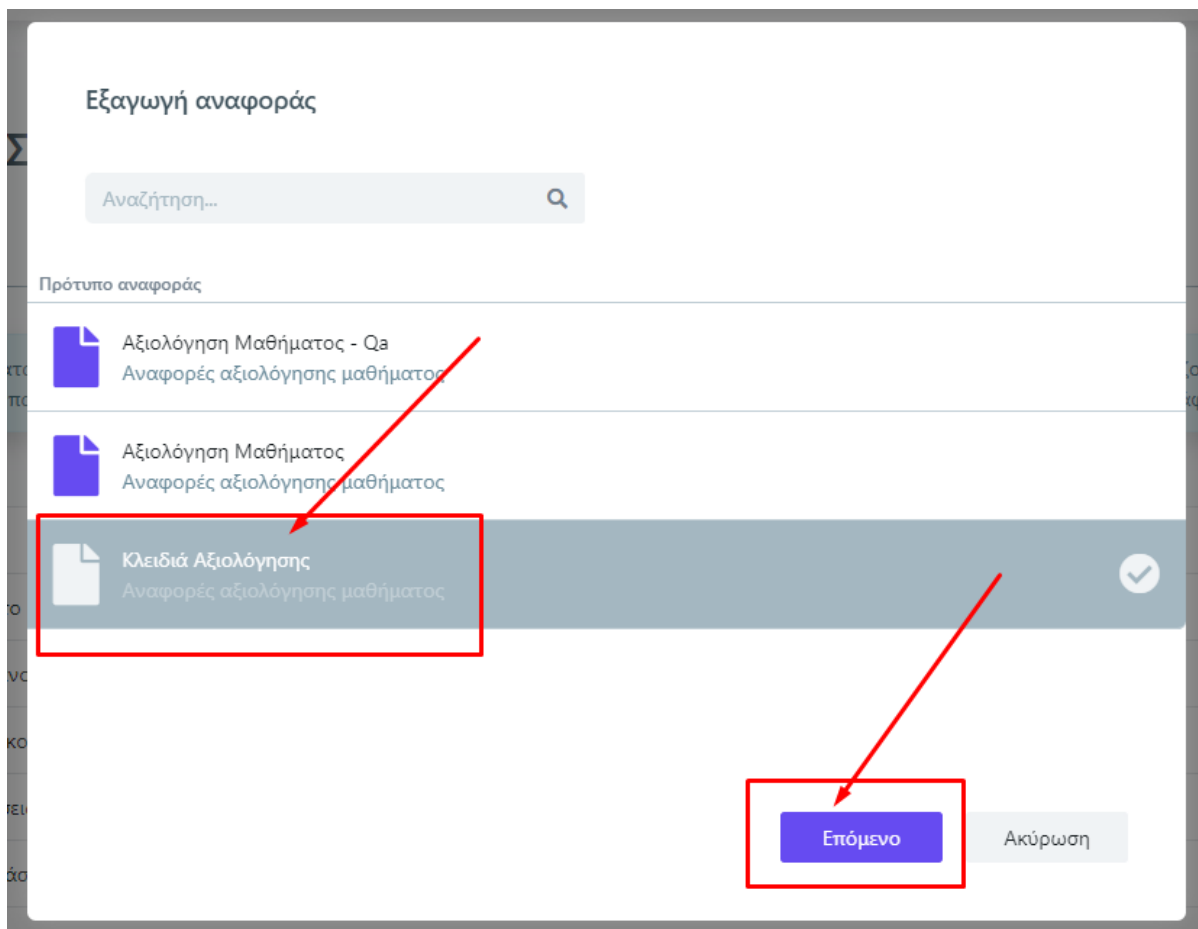 Εξαγωγή αναφοράς
Σ
Αναζήτηση...
Πρότυπο αναφοράς
Αξιολόγηση Μαθήματος - Qa
Αναφορές αξιολόγησης μαθήματος
Αξιολόγηση Μαθήματος
Αναφορές αξιολόγησης μαθήματος
Κλειδιά Αξιολόγησης
Αναφορές αξιολόγησης μαθήματος
Επόμενο Ακύρωση